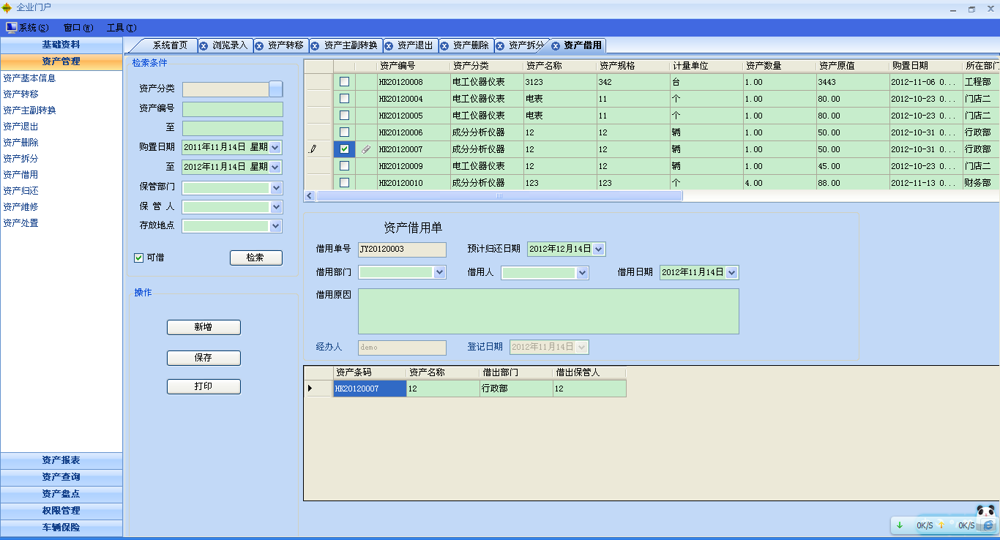 企业门户
系统(S) 窗口(W) 工具(T)
基础资料
资产管理
资产基本信息
资产转移
资产主副转换
资产退出
资产删除
资产拆分
资产借用
资产归还
资产维修
资产处置
资产报表
资产查询
资产盘点
权限管理
车辆保险
系统首页 浏览录入 资产转移 资产主副转换 资产退出 资产删除 资产拆分 资产借用
检索条件
资产分类
资产编号
至
购置日期 2011年11月14日 星期
至 2012年11月14日 星期
保管部门
保 管 人
存放地点
可借 检索
操作
新增
保存
打印
资产编号 资产分类 资产名称 资产规格 计量单位 资产数量 资产原值 购置日期 所在部门
HK20120008 电工仪器仪表 3123 342 台 1.00 3443 2012-11-06 0... 工程部
HK20120004 电工仪器仪表 电表 11 个 1.00 80.00 2012-10-23 0... 门店二
HK20120005 电工仪器仪表 电表 11 个 1.00 80.00 2012-10-23 0... 门店二
HK20120006 成分分析仪器 12 12 辆 1.00 50.00 2012-10-31 0... 行政部
HK20120007 成分分析仪器 12 12 辆 1.00 50.00 2012-10-31 0... 行政部
HK20120009 电工仪器仪表 12 12 辆 1.00 45.00 2012-10-23 0... 门店二
HK20120010 成分分析仪器 123 123 个 4.00 88.00 2012-11-13 0... 财务部
资产借用单
借用单号 JY20120003 预计归还日期 2012年12月14日
借用部门 借用人 借用日期 2012年11月14日
借用原因
经办人 demo 登记日期 2012年11月14日
资产条码 资产名称 借出部门 借出保管人
HK20120007 12 行政部 12
0K/S 0K/S